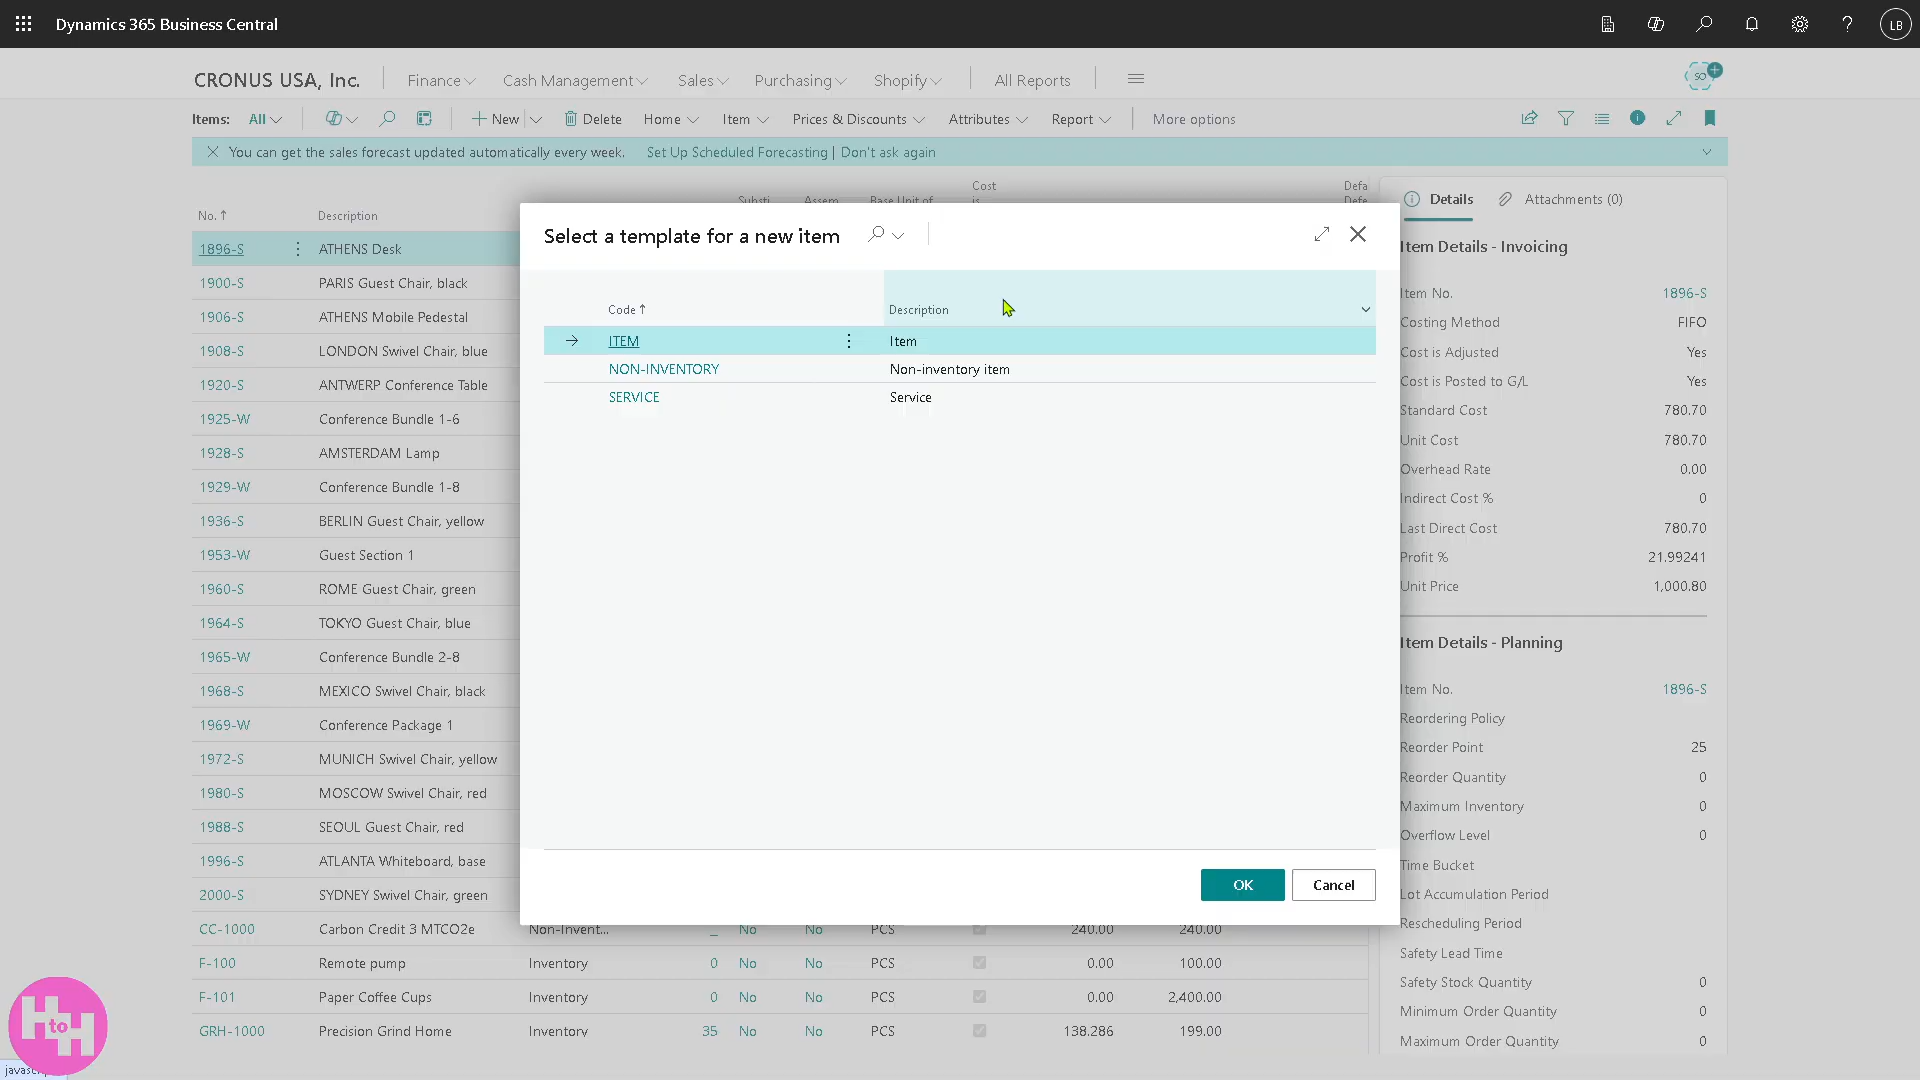 Dynamics 365 Business Central
LB
CRONUS USA, Inc.
Finance
Cash Management
Sales
Purchasing
Shopify
All Reports
SO
Items:
All
New
Delete
Home
Item
Prices & Discounts
Attributes
Report
More options
You can get the sales forecast updated automatically every week.
Set Up Scheduled Forecasting | Don't ask again
No. ↑
Description
Substi
Assem
Base Unit of
Cost
is
Defa
Defe
1896-S ATHENS Desk
1900-S PARIS Guest Chair, black
1906-S ATHENS Mobile Pedestal
1908-S LONDON Swivel Chair, blue
1920-S ANTWERP Conference Table
1925-W Conference Bundle 1-6
1928-S AMSTERDAM Lamp
1929-W Conference Bundle 1-8
1936-S BERLIN Guest Chair, yellow
1953-W Guest Section 1
1960-S ROME Guest Chair, green
1964-S TOKYO Guest Chair, blue
1965-W Conference Bundle 2-8
1968-S MEXICO Swivel Chair, black
1969-W Conference Package 1
1972-S MUNICH Swivel Chair, yellow
1980-S MOSCOW Swivel Chair, red
1988-S SEOUL Guest Chair, red
1996-S ATLANTA Whiteboard, base
2000-S SYDNEY Swivel Chair, green
CC-1000 Carbon Credit 3 MTCO2e Non-Invent... _ No No PCS 240.00 240.00
F-100 Remote pump Inventory 0 No No PCS 0.00 100.00
F-101 Paper Coffee Cups Inventory 0 No No PCS 0.00 2,400.00
GRH-1000 Precision Grind Home Inventory 35 No No PCS 138.286 199.00
Select a template for a new item
Code ↑ Description
ITEM Item
NON-INVENTORY Non-inventory item
SERVICE Service
OK
Cancel
Details
Attachments (0)
Item Details - Invoicing
Item No. 1896-S
Costing Method FIFO
Cost is Adjusted Yes
Cost is Posted to G/L Yes
Standard Cost 780.70
Unit Cost 780.70
Overhead Rate 0.00
Indirect Cost % 0
Last Direct Cost 780.70
Profit % 21.99241
Unit Price 1,000.80
Item Details - Planning
Item No. 1896-S
Reordering Policy
Reorder Point 25
Reorder Quantity 0
Maximum Inventory 0
Overflow Level 0
Time Bucket
Lot Accumulation Period
Rescheduling Period
Safety Lead Time
Safety Stock Quantity 0
Minimum Order Quantity 0
Maximum Order Quantity 0
H to H